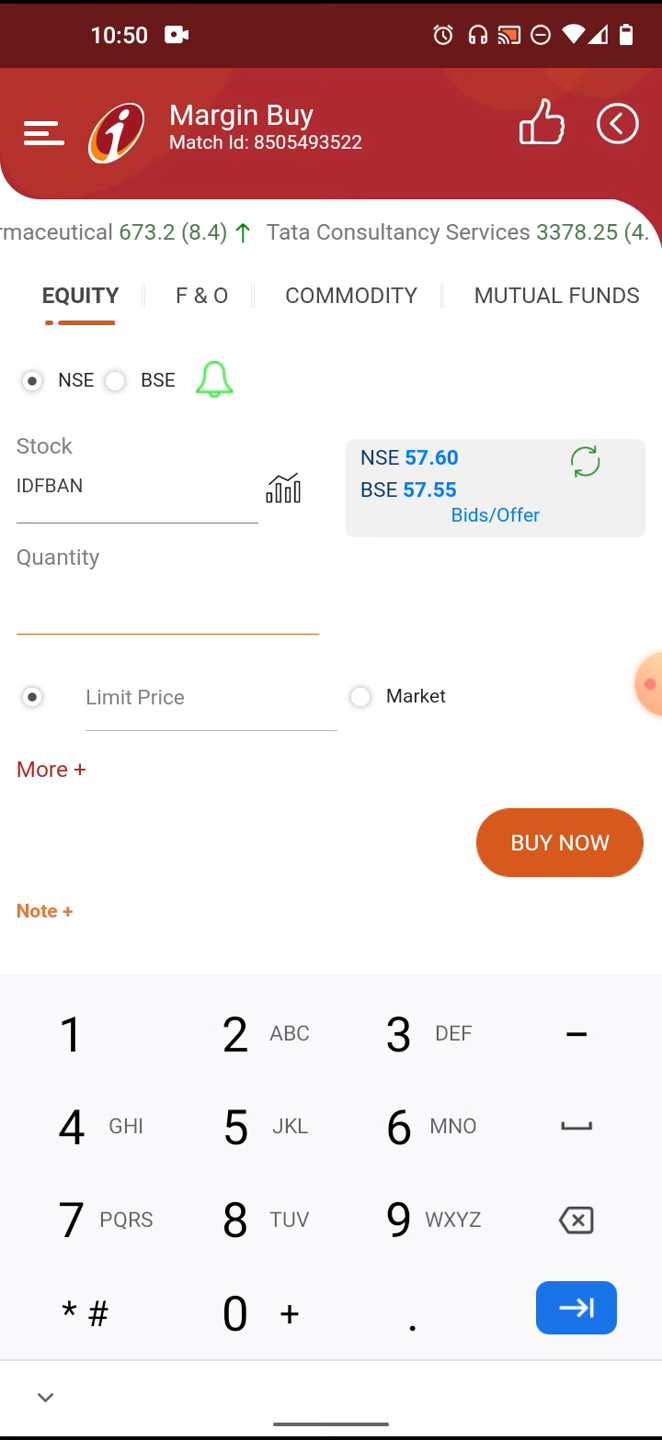 10:50
Margin Buy
Match Id: 8505493522
rmaceutical 673.2 (8.4) ↑ Tata Consultancy Services 3378.25 (4.
EQUITY F & O COMMODITY MUTUAL FUNDS
NSE BSE
Stock
IDFBAN
NSE 57.60
BSE 57.55
Bids/Offer
Quantity
Limit Price Market
More +
BUY NOW
Note +
1 2 ABC 3 DEF –
4 GHI 5 JKL 6 MNO
7 PQRS 8 TUV 9 WXYZ
* # 0 + .